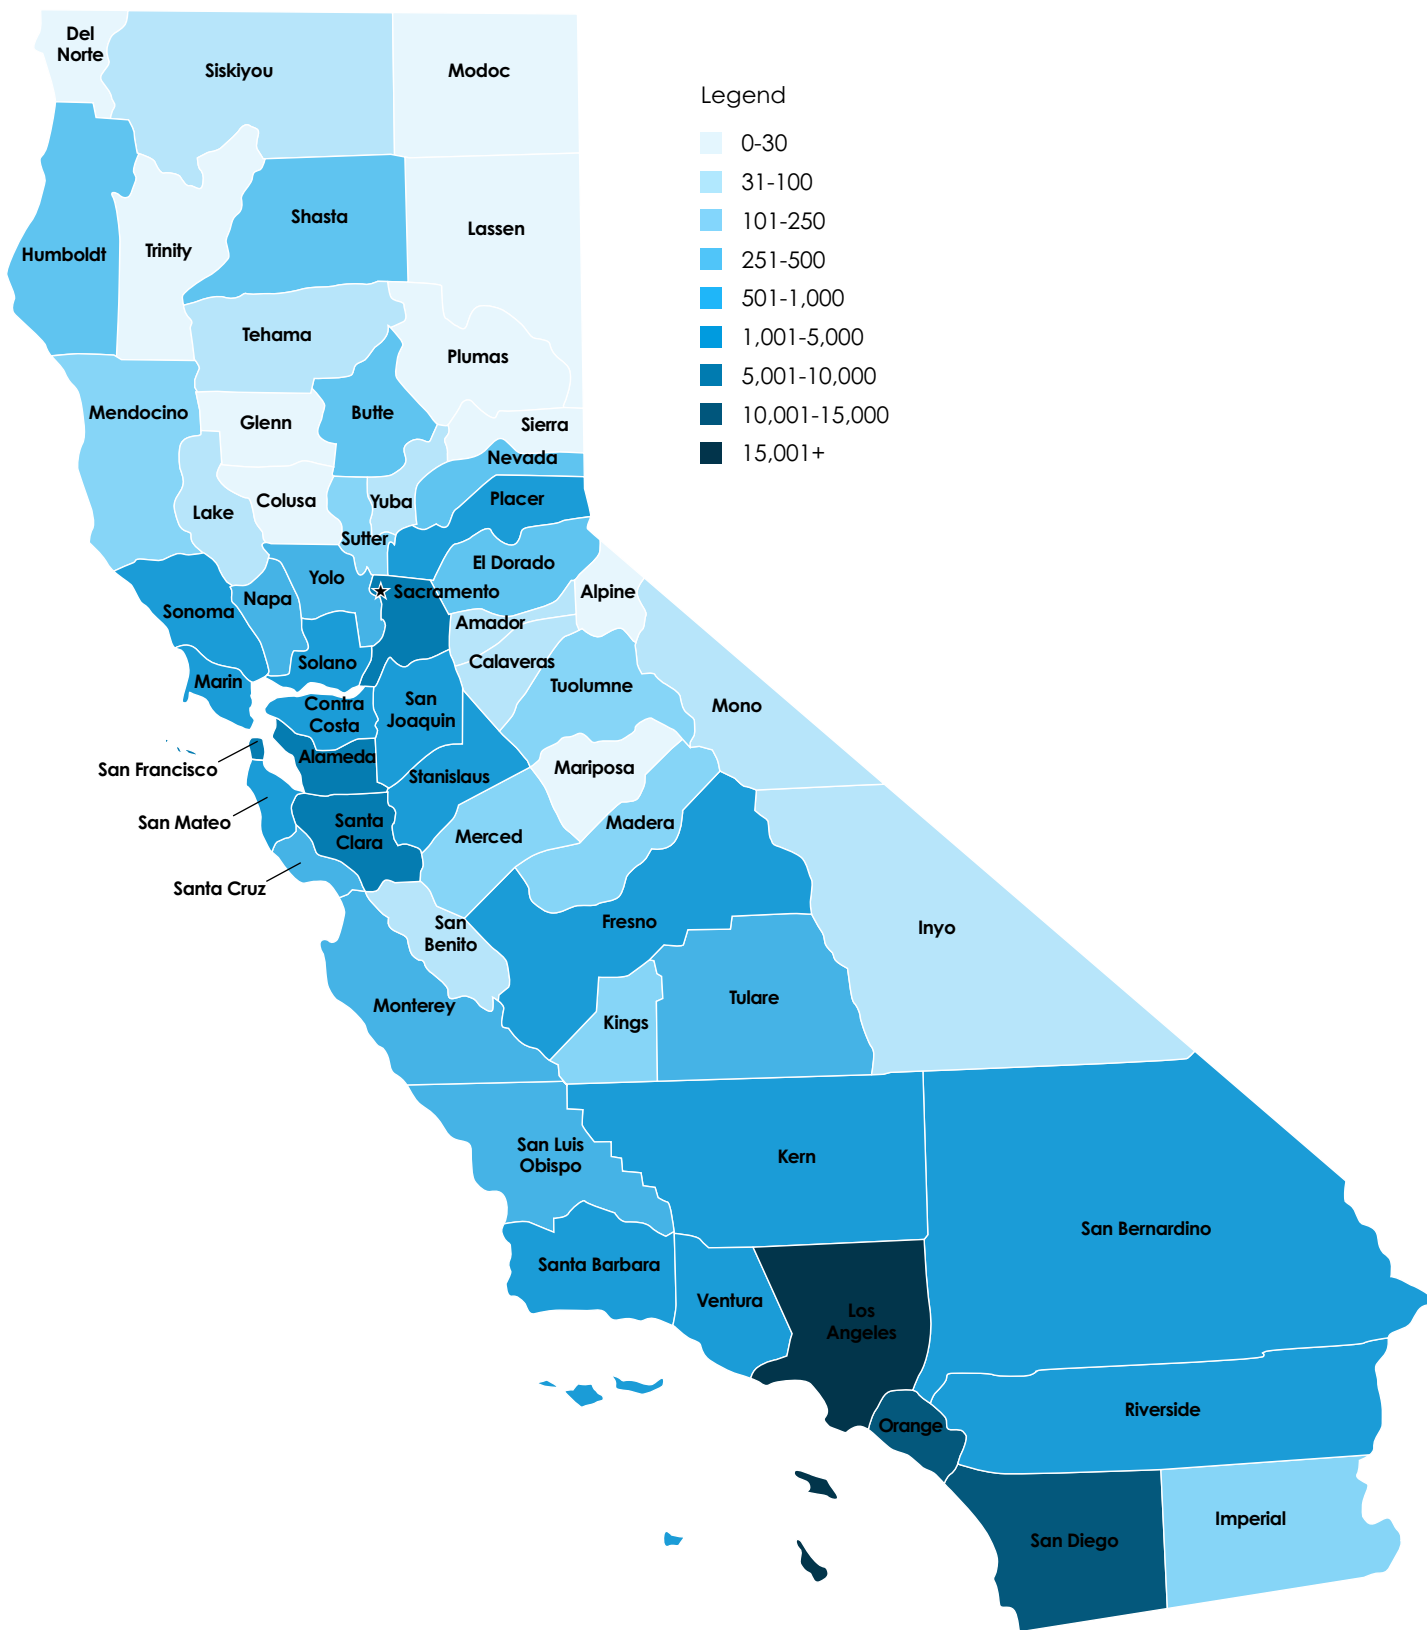 Del
Norte
Siskiyou
Modoc
Legend
0-30
31-100
101-250
251-500
501-1,000
1,001-5,000
5,001-10,000
10,001-15,000
15,001+
Humboldt
Trinity
Shasta
Lassen
Tehama
Plumas
Mendocino
Glenn
Butte
Sierra
Nevada
Lake
Colusa
Yuba
Placer
Sutter
El Dorado
Yolo
Sacramento
Alpine
Napa
Sonoma
Amador
Solano
Calaveras
Marin
Tuolumne
Contra
Costa
San
Joaquin
Mono
Alameda
San Francisco
Stanislaus
Mariposa
San Mateo
Santa
Clara
Merced
Madera
Santa Cruz
San
Benito
Fresno
Inyo
Monterey
Kings
Tulare
San Luis
Obispo
Kern
San Bernardino
Santa Barbara
Ventura
Los
Angeles
Riverside
Orange
San Diego
Imperial